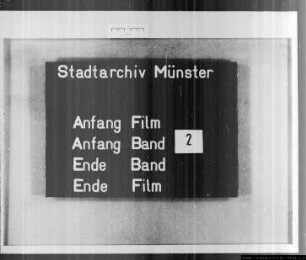 Stadtarchiv Münster
Anfang Film
Anfang Band 2
Ende Band
Ende Film